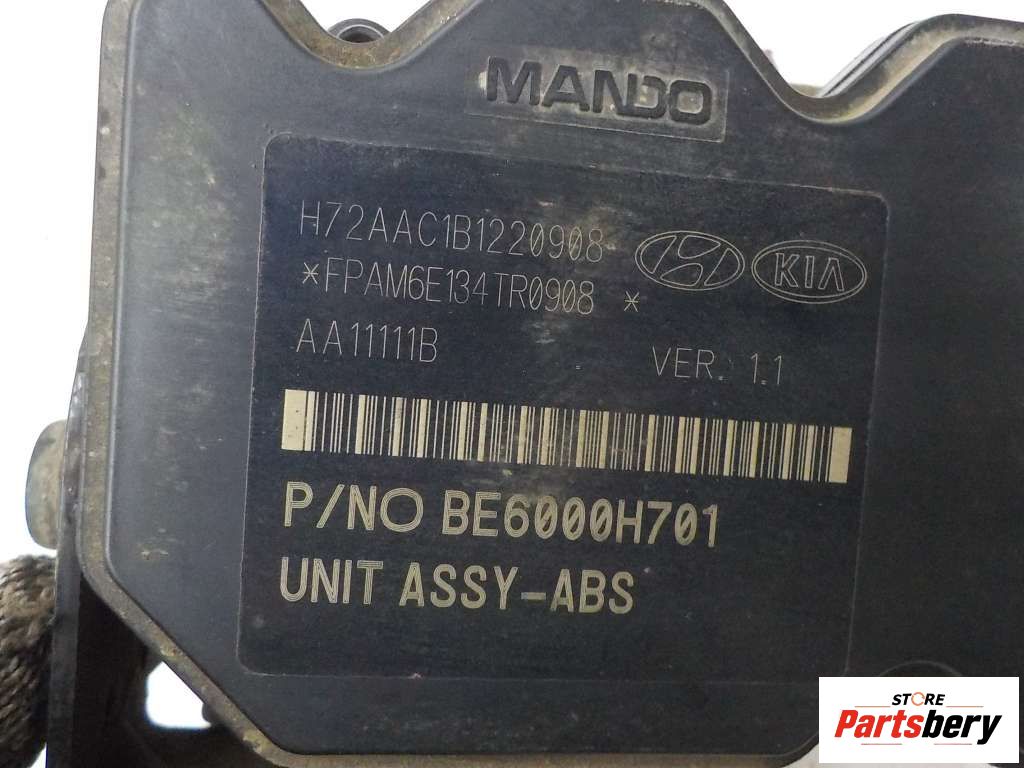 MANDO
H72AAC1B1220908
*FPAM6E134TR0908 *
KIA
AA11111B
VER. 1.1
P/NO BE6000H701
UNIT ASSY-ABS
STORE
Partsbery